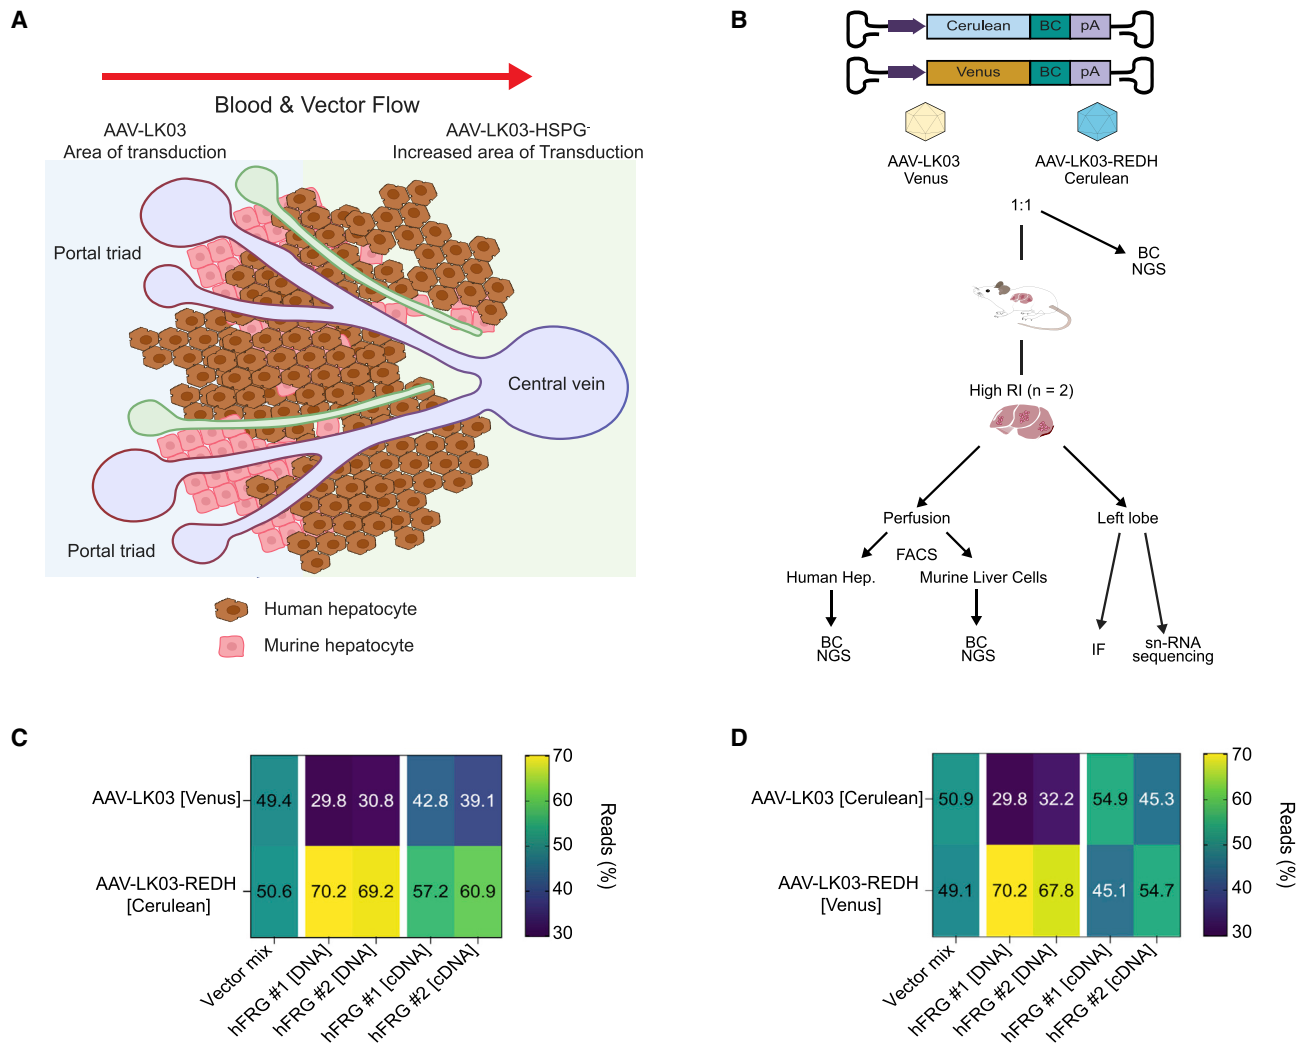 A
Blood & Vector Flow
AAV-LK03
Area of transduction
AAV-LK03-HSPG-
Increased area of Transduction
Portal triad
Central vein
Portal triad
Human hepatocyte
Murine hepatocyte
B
Cerulean BC pA
Venus BC pA
AAV-LK03
Venus
AAV-LK03-REDH
Cerulean
1:1
BC
NGS
High RI (n = 2)
Perfusion
Left lobe
FACS
Human Hep.
Murine Liver Cells
BC
NGS
BC
NGS
IF
sn-RNA
sequencing
C
AAV-LK03 [Venus]
49.4 29.8 30.8 42.8 39.1
AAV-LK03-REDH
[Cerulean]
50.6 70.2 69.2 57.2 60.9
Vector mix
hFRG #1 [DNA]
hFRG #2 [DNA]
hFRG #1 [cDNA]
hFRG #2 [cDNA]
70
60
50
40
30
Reads (%)
D
AAV-LK03 [Cerulean]
50.9 29.8 32.2 54.9 45.3
AAV-LK03-REDH
[Venus]
49.1 70.2 67.8 45.1 54.7
Vector mix
hFRG #1 [DNA]
hFRG #2 [DNA]
hFRG #1 [cDNA]
hFRG #2 [cDNA]
70
60
50
40
30
Reads (%)